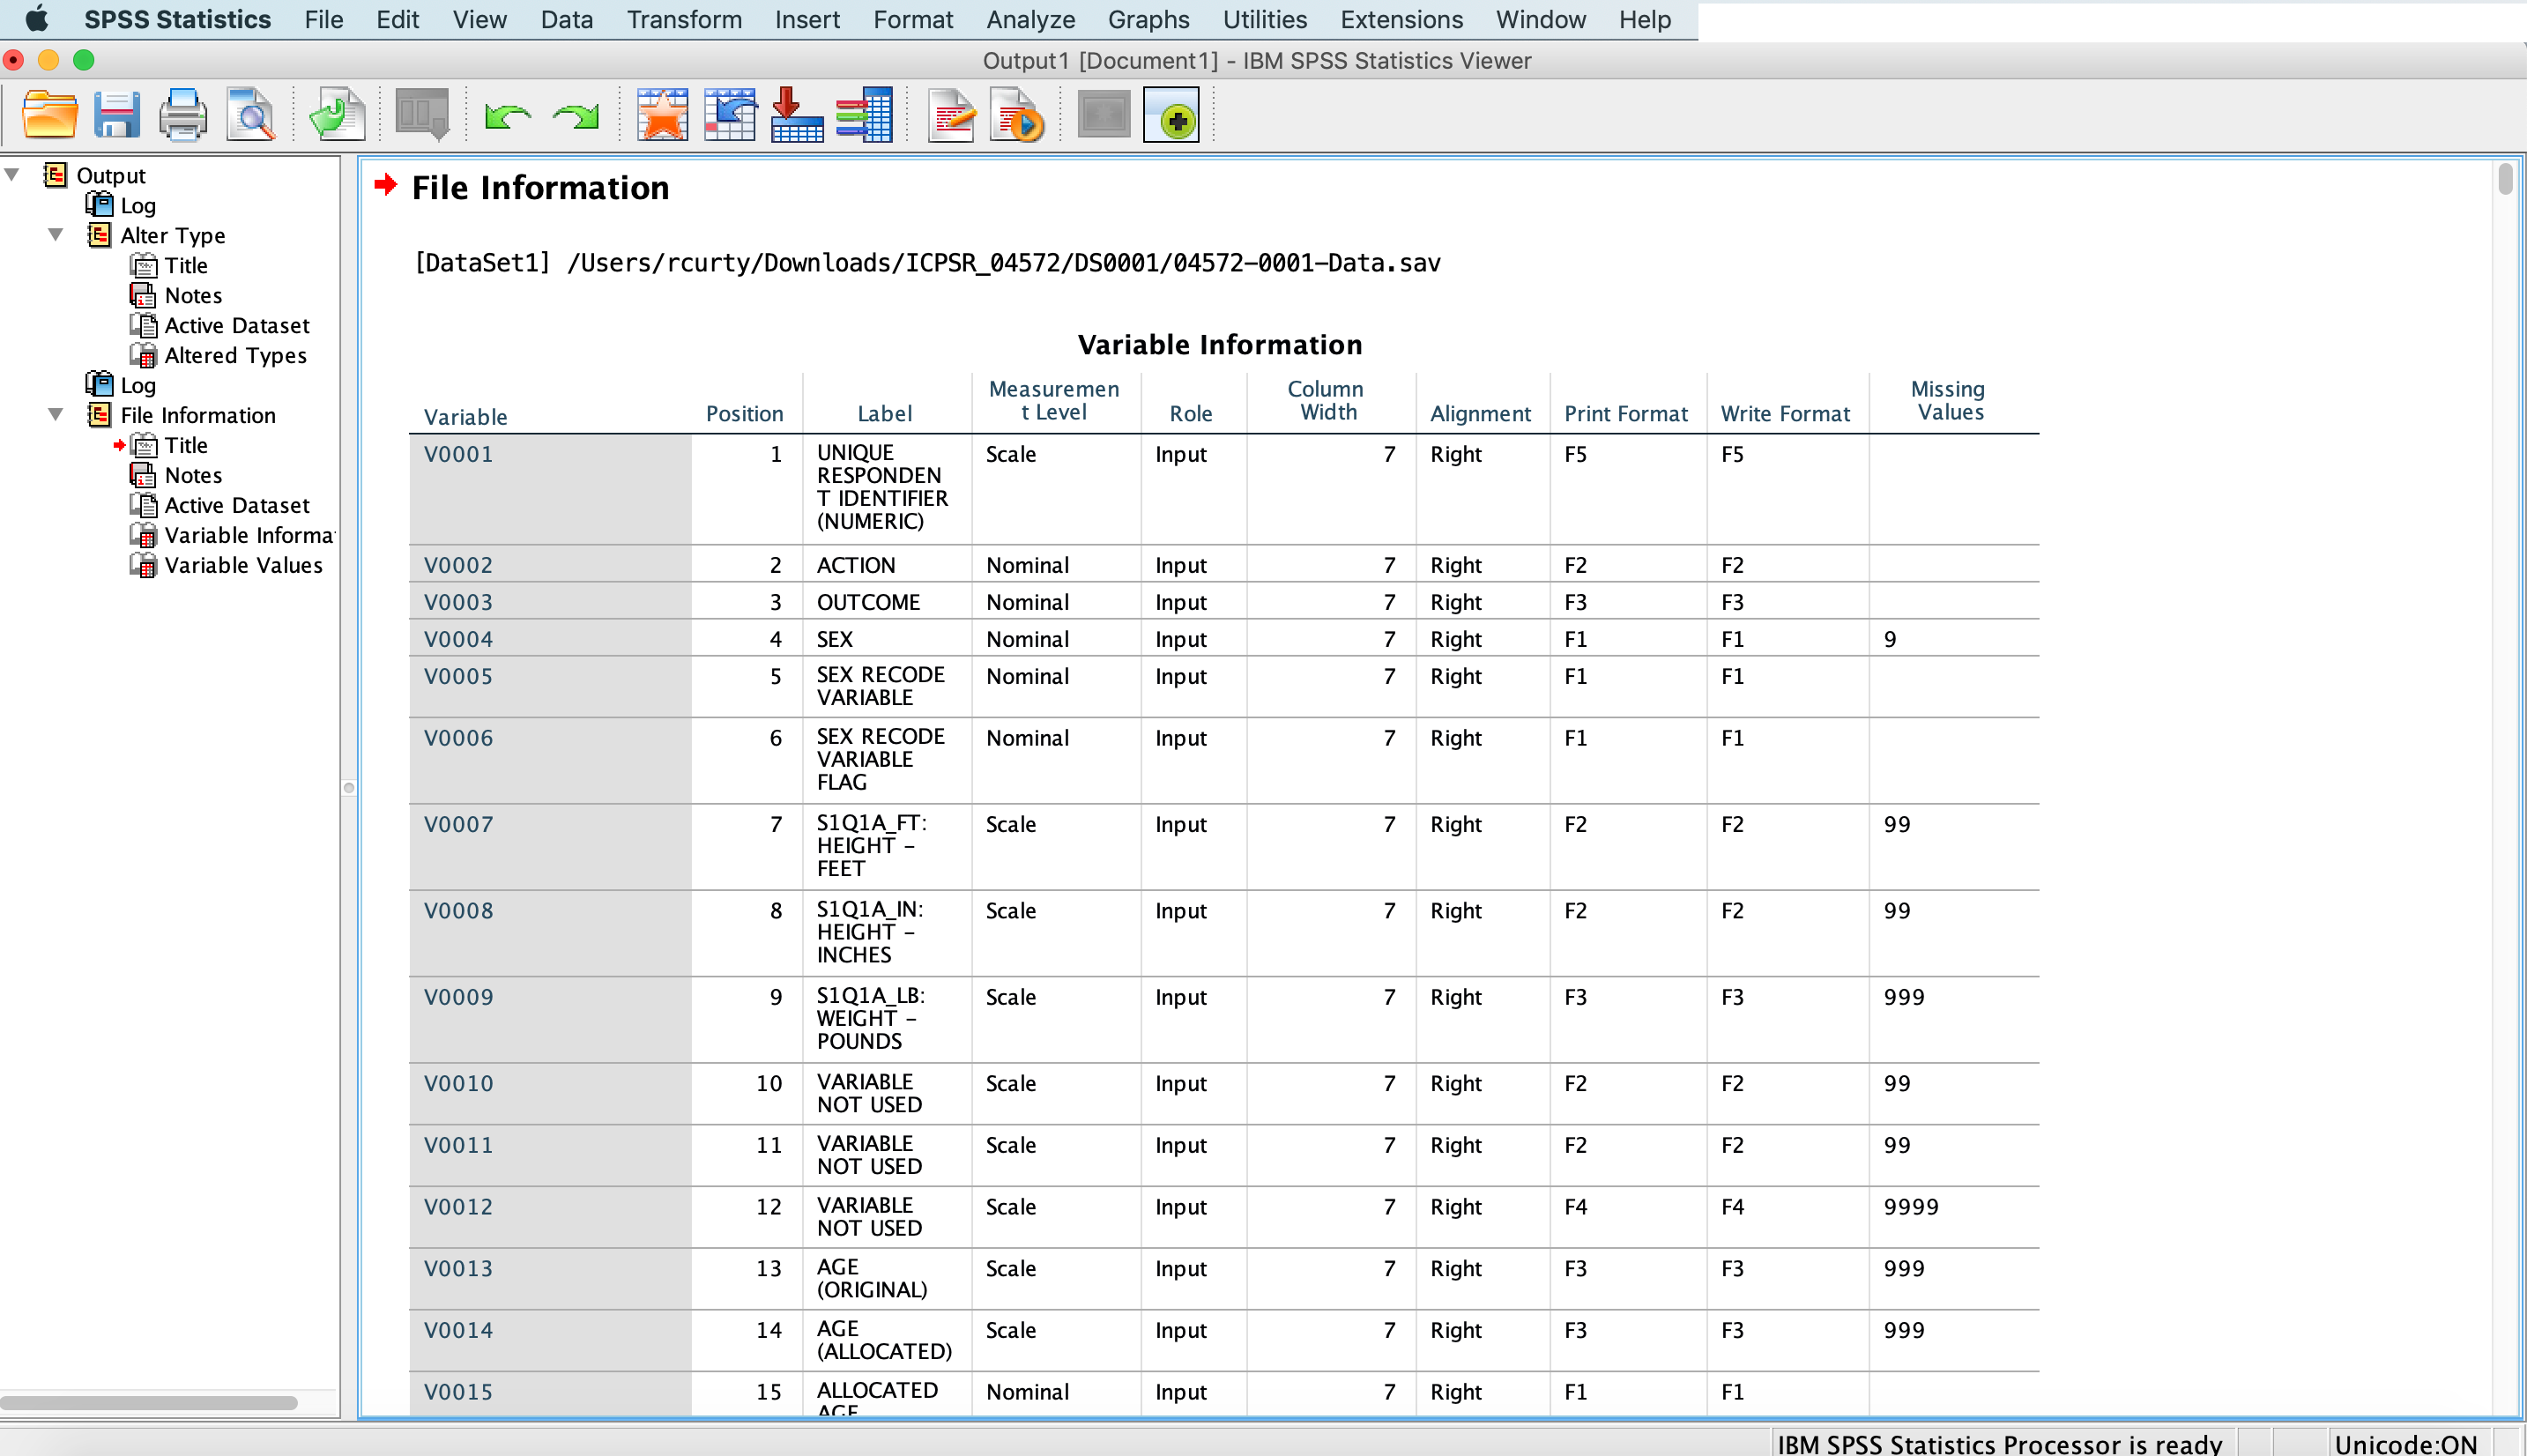 SPSS Statistics File Edit View Data Transform Insert Format Analyze Graphs Utilities Extensions Window Help
Output1 [Document1] - IBM SPSS Statistics Viewer
Output
Log
Alter Type
Title
Notes
Active Dataset
Altered Types
Log
File Information
Title
Notes
Active Dataset
Variable Informa
Variable Values
File Information
[DataSet1] /Users/rcurty/Downloads/ICPSR_04572/DS0001/04572-0001-Data.sav
Variable Information
Variable Position Label Measuremen
t Level Role Column
Width Alignment Print Format Write Format Missing
Values
V0001 1 UNIQUE Scale Input 7 Right F5 F5
RESPONDEN
T IDENTIFIER
(NUMERIC)
V0002 2 ACTION Nominal Input 7 Right F2 F2
V0003 3 OUTCOME Nominal Input 7 Right F3 F3
V0004 4 SEX Nominal Input 7 Right F1 F1 9
V0005 5 SEX RECODE Nominal Input 7 Right F1 F1
VARIABLE
V0006 6 SEX RECODE Nominal Input 7 Right F1 F1
VARIABLE
FLAG
V0007 7 S1Q1A_FT: Scale Input 7 Right F2 F2 99
HEIGHT -
FEET
V0008 8 S1Q1A_IN: Scale Input 7 Right F2 F2 99
HEIGHT -
INCHES
V0009 9 S1Q1A_LB: Scale Input 7 Right F3 F3 999
WEIGHT -
POUNDS
V0010 10 VARIABLE Scale Input 7 Right F2 F2 99
NOT USED
V0011 11 VARIABLE Scale Input 7 Right F2 F2 99
NOT USED
V0012 12 VARIABLE Scale Input 7 Right F4 F4 9999
NOT USED
V0013 13 AGE Scale Input 7 Right F3 F3 999
(ORIGINAL)
V0014 14 AGE Scale Input 7 Right F3 F3 999
(ALLOCATED)
V0015 15 ALLOCATED Nominal Input 7 Right F1 F1
AGE
IBM SPSS Statistics Processor is ready Unicode:ON